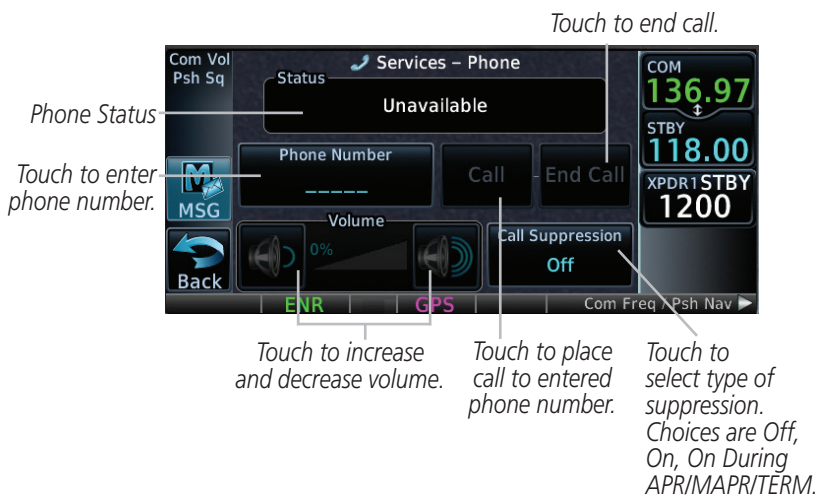 Touch to end call.
Com Vol
Psh Sq
Services – Phone
Status
Unavailable
COM
136.97
STBY
118.00
XPDR1 STBY
1200
Phone Status
Touch to enter
phone number.
Phone Number
_____
Call
End Call
MSG
Volume
0%
Call Suppression
Off
Back
ENR
GPS
Com Freq / Psh Nav
Touch to increase
and decrease volume.
Touch to place
call to entered
phone number.
Touch to
select type of
suppression.
Choices are Off,
On, On During
APR/MAPR/TERM.